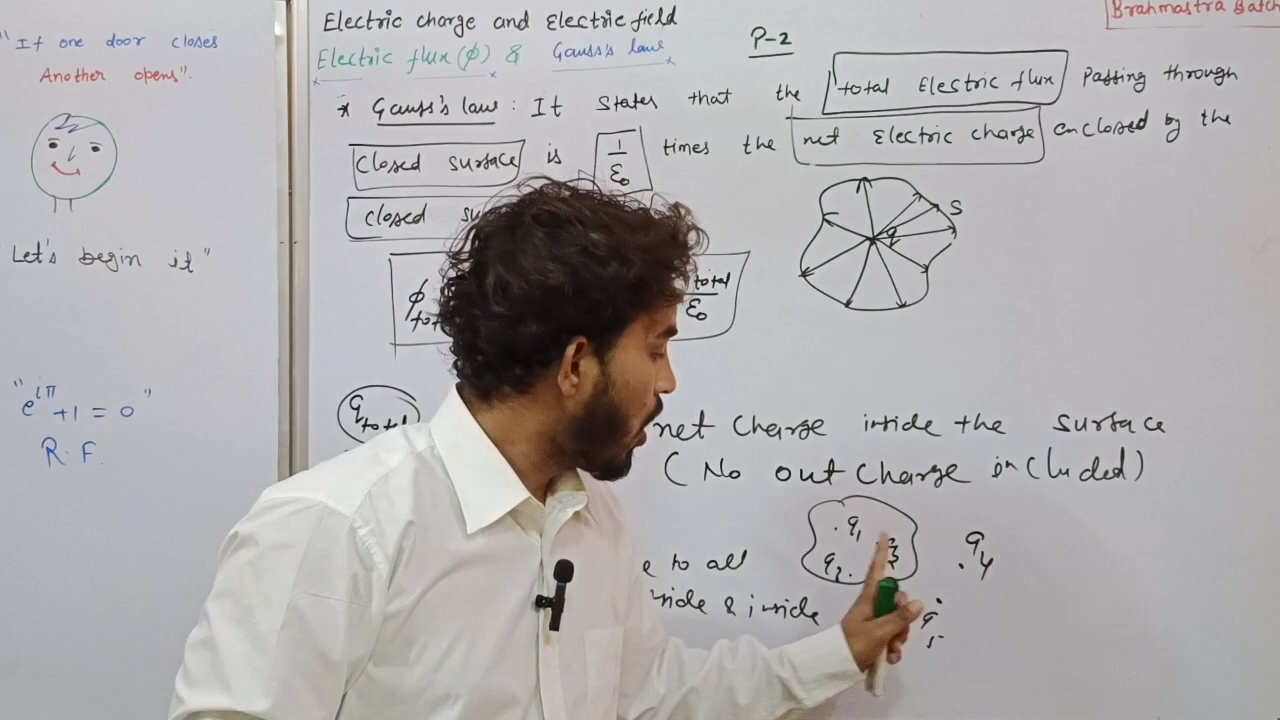 "If one door closes
Another opens".
Let's begin it"
"e^iπ +1 = 0"
R.F.
Electric charge and Electric field
Brahmastra Batch
Electric flux (φ) & Gauss's law
P-2
* Gauss's law : It states that the total Electric flux passing through
closed surface is 1/ε0 times the net Electric charge enclosed by the
closed
S
q
φ total
ε0
q total
net charge inside the surface
(No out charge included)
q1
q2
q3
q4
q5
to all
& inside